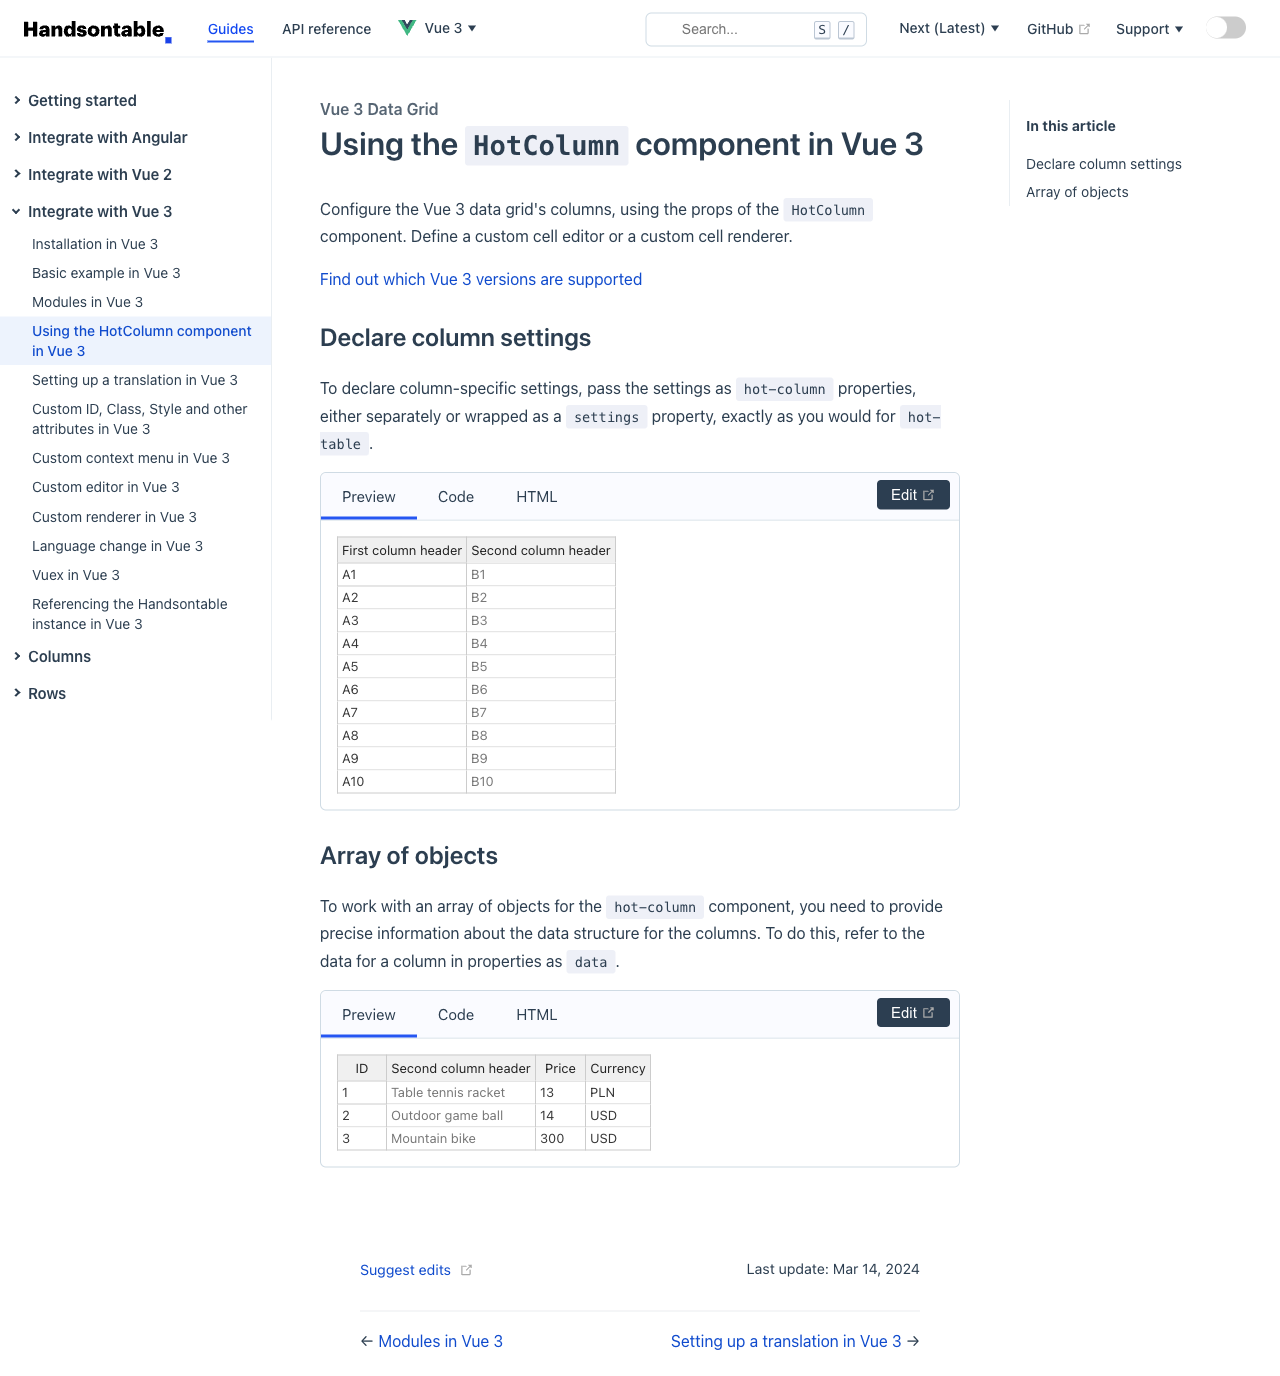 Handsontable
Guides
API reference
Vue 3
Search...
S
/
Next (Latest)
GitHub
Support
Getting started
Integrate with Angular
Integrate with Vue 2
Integrate with Vue 3
Installation in Vue 3
Basic example in Vue 3
Modules in Vue 3
Using the HotColumn component
in Vue 3
Setting up a translation in Vue 3
Custom ID, Class, Style and other
attributes in Vue 3
Custom context menu in Vue 3
Custom editor in Vue 3
Custom renderer in Vue 3
Language change in Vue 3
Vuex in Vue 3
Referencing the Handsontable
instance in Vue 3
Columns
Rows
Vue 3 Data Grid
Using the HotColumn component in Vue 3
Configure the Vue 3 data grid's columns, using the props of the HotColumn
component. Define a custom cell editor or a custom cell renderer.
Find out which Vue 3 versions are supported
Declare column settings
To declare column-specific settings, pass the settings as hot-column properties,
either separately or wrapped as a settings property, exactly as you would for hot-
table .
Preview Code HTML Edit
First column header Second column header
A1 B1
A2 B2
A3 B3
A4 B4
A5 B5
A6 B6
A7 B7
A8 B8
A9 B9
A10 B10
Array of objects
To work with an array of objects for the hot-column component, you need to provide
precise information about the data structure for the columns. To do this, refer to the
data for a column in properties as data .
Preview Code HTML Edit
ID Second column header Price Currency
1 Table tennis racket 13 PLN
2 Outdoor game ball 14 USD
3 Mountain bike 300 USD
Suggest edits
Last update: Mar 14, 2024
← Modules in Vue 3
Setting up a translation in Vue 3 →
In this article
Declare column settings
Array of objects